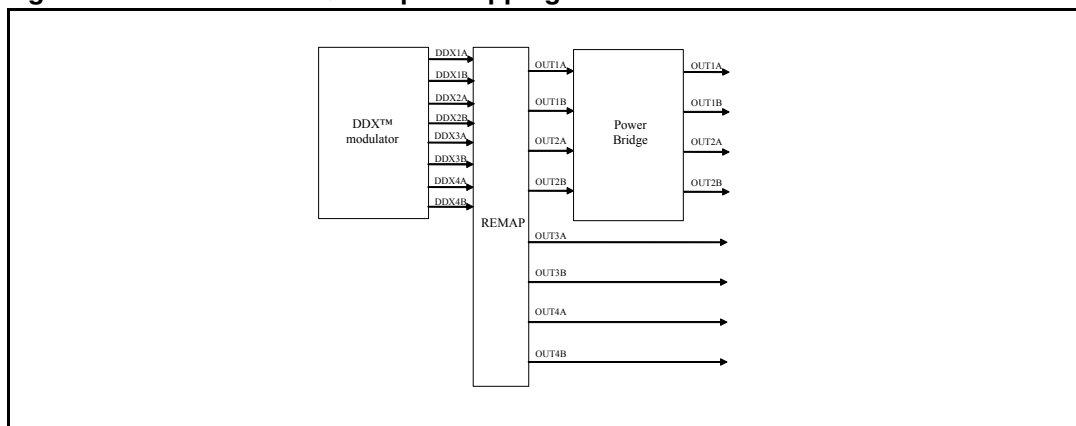 DDX™
modulator
DDX1A
DDX1B
DDX2A
DDX2B
DDX3A
DDX3B
DDX4A
DDX4B
REMAP
OUT1A
OUT1B
OUT2A
OUT2B
OUT3A
OUT3B
OUT4A
OUT4B
Power
Bridge
OUT1A
OUT1B
OUT2A
OUT2B